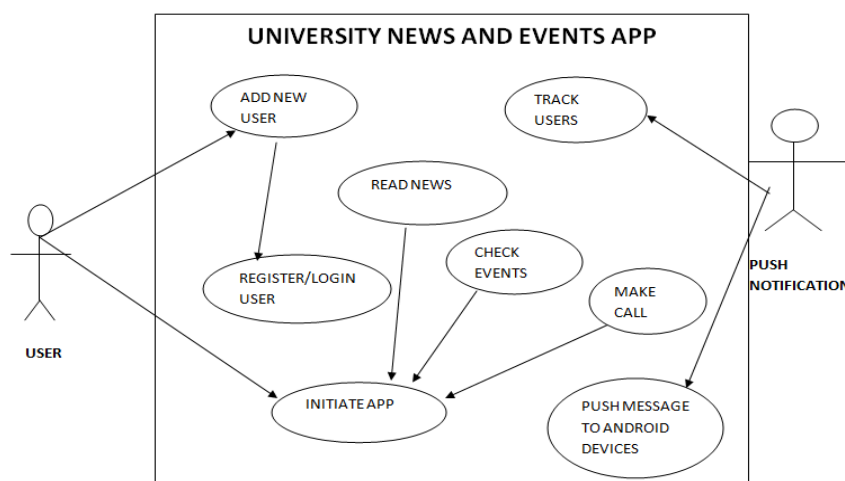 UNIVERSITY NEWS AND EVENTS APP
ADD NEW
USER
TRACK
USERS
READ NEWS
CHECK
EVENTS
REGISTER/LOGIN
USER
MAKE
CALL
PUSH
NOTIFICATION
USER
INITIATE APP
PUSH MESSAGE
TO ANDROID
DEVICES